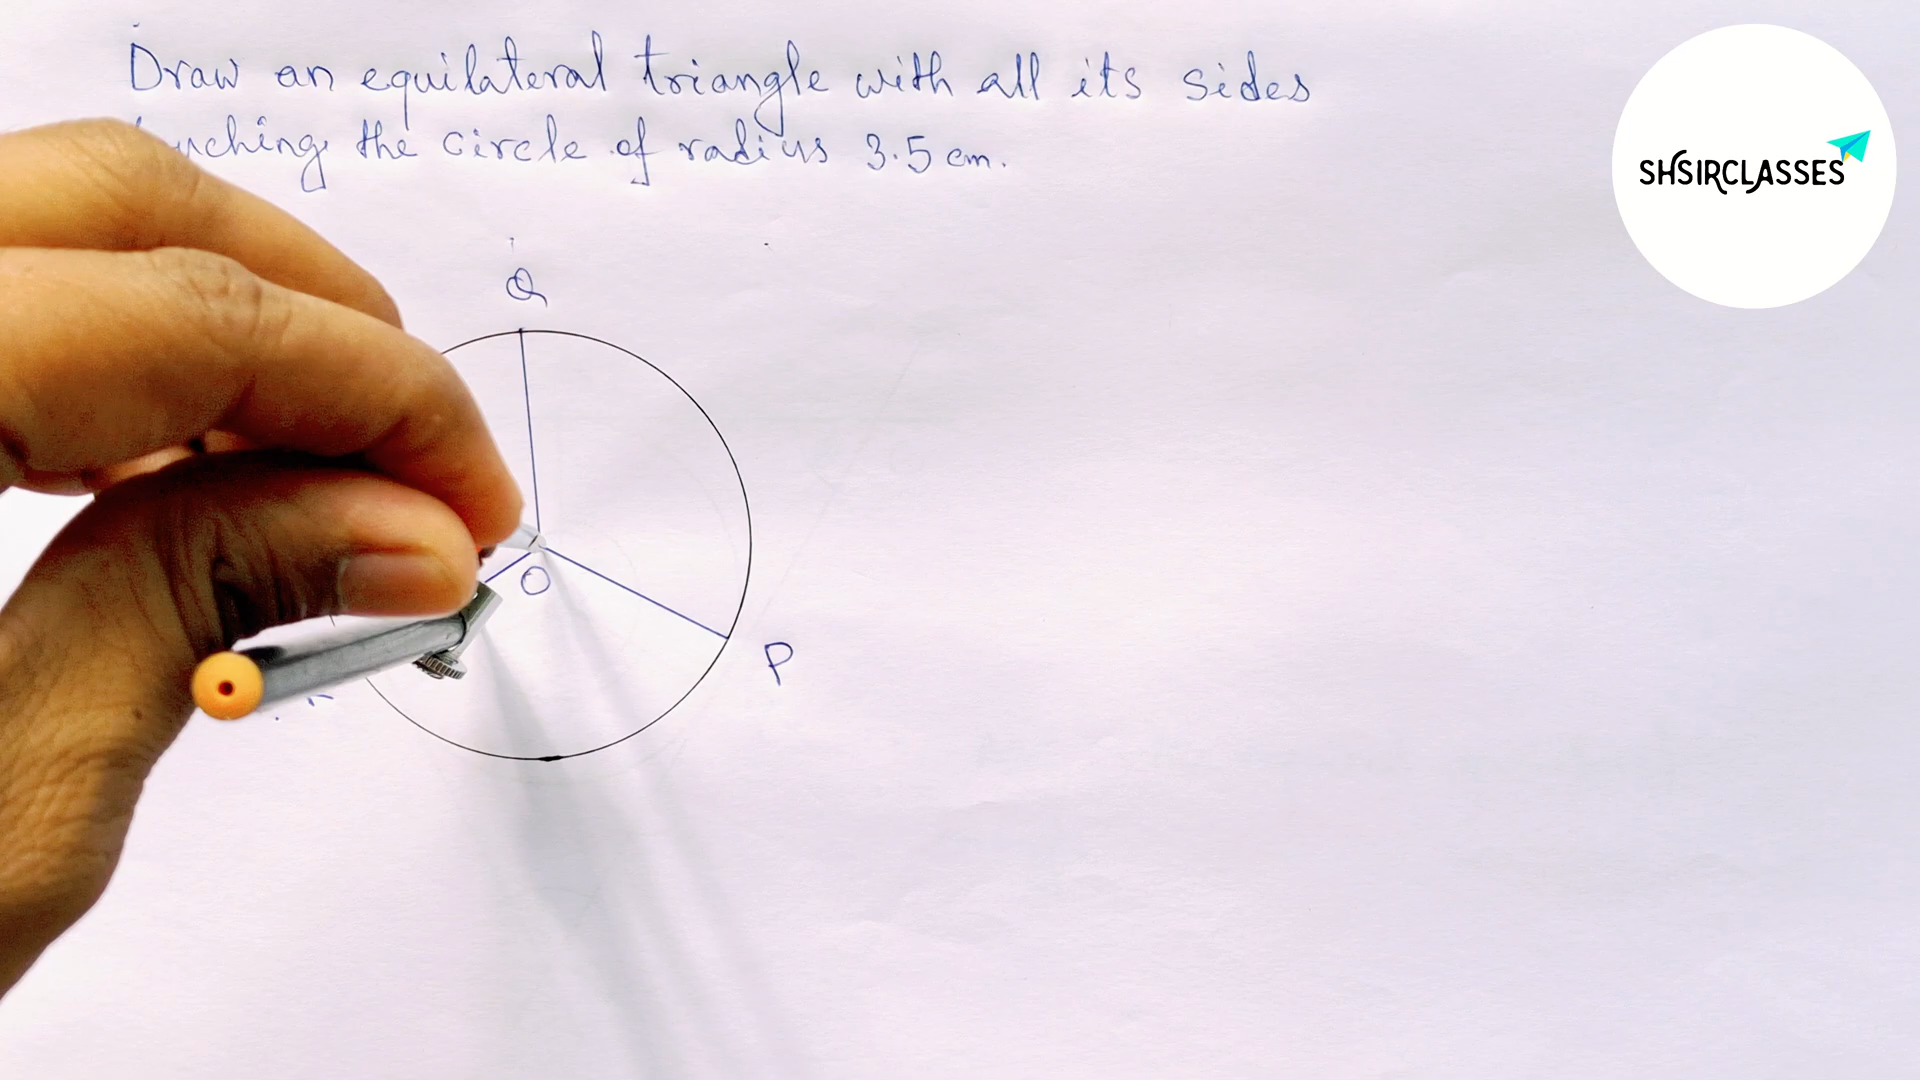 Draw an equilateral triangle with all its sides
the circle of radius 3.5 cm.
SHSIRCLASSES
Q
O
P